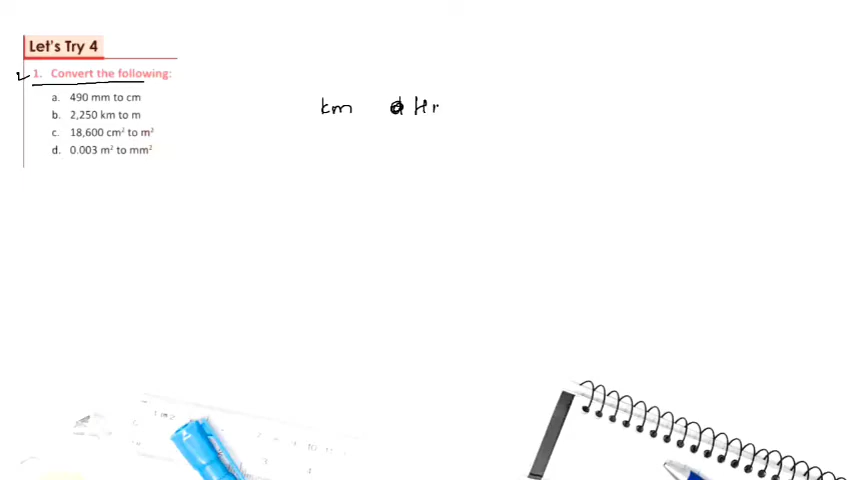 Let's Try 4
1. Convert the following:
a. 490 mm to cm
b. 2,250 km to m
c. 18,600 cm² to m²
d. 0.003 m² to mm²
km